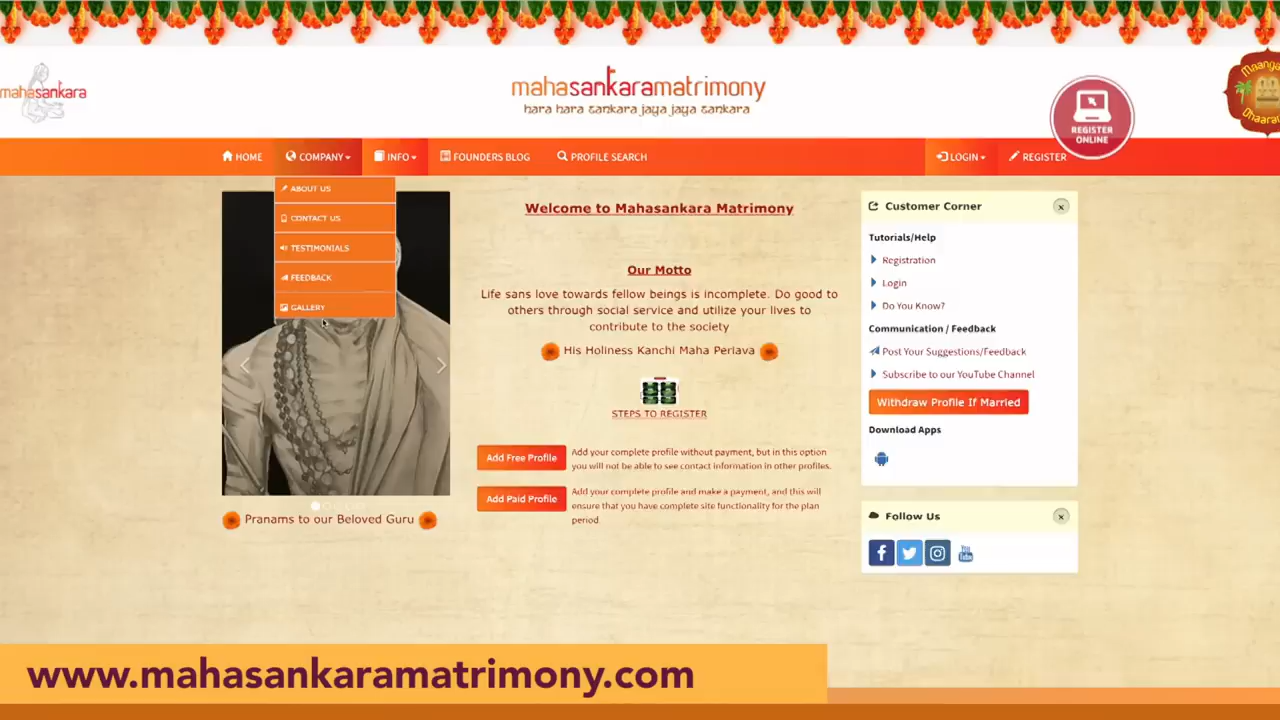 mahasankara
mahasankaramatrimony
hara hara sankara jaya jaya sankara
REGISTER
ONLINE
Maanga
Dhaarana
HOME
COMPANY
INFO
FOUNDERS BLOG
PROFILE SEARCH
LOGIN
REGISTER
ABOUT US
CONTACT US
TESTIMONIALS
FEEDBACK
GALLERY
Pranams to our Beloved Guru
Welcome to Mahasankara Matrimony
Our Motto
Life sans love towards fellow beings is incomplete. Do good to
others through social service and utilize your lives to
contribute to the society
His Holiness Kanchi Maha Periava
STEPS TO REGISTER
Add Free Profile
Add your complete profile without payment, but in this option
you will not be able to see contact information in other profiles.
Add Paid Profile
Add your complete profile and make a payment, and this will
ensure that you have complete site functionality for the plan
period
Customer Corner
Tutorials/Help
Registration
Login
Do You Know?
Communication / Feedback
Post Your Suggestions/Feedback
Subscribe to our YouTube Channel
Withdraw Profile If Married
Download Apps
Follow Us
You
Tube
www.mahasankaramatrimony.com